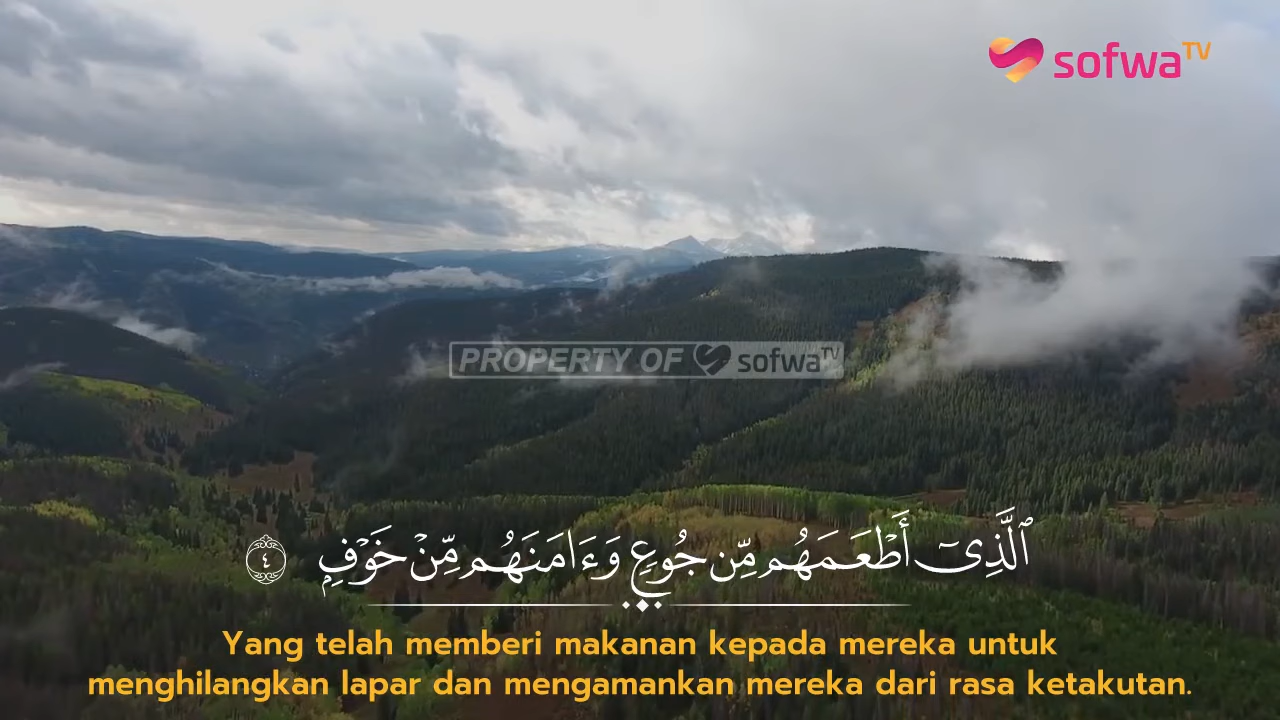 sofwaTV
PROPERTY OF sofwaTV
ٱلَّذِىٓ أَطْعَمَهُم مِّن جُوعٍ وَءَامَنَهُم مِّنْ خَوْفٍۭ ٤
Yang telah memberi makanan kepada mereka untuk
menghilangkan lapar dan mengamankan mereka dari rasa ketakutan.